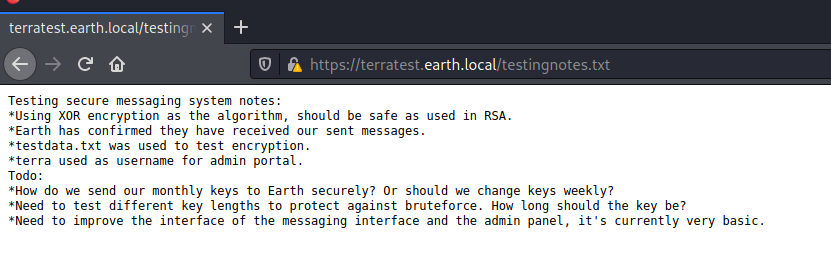 terratest.earth.local/testingn
https://terratest.earth.local/testingnotes.txt
Testing secure messaging system notes:
*Using XOR encryption as the algorithm, should be safe as used in RSA.
*Earth has confirmed they have received our sent messages.
*testdata.txt was used to test encryption.
*terra used as username for admin portal.
Todo:
*How do we send our monthly keys to Earth securely? Or should we change keys weekly?
*Need to test different key lengths to protect against bruteforce. How long should the key be?
*Need to improve the interface of the messaging interface and the admin panel, it's currently very basic.